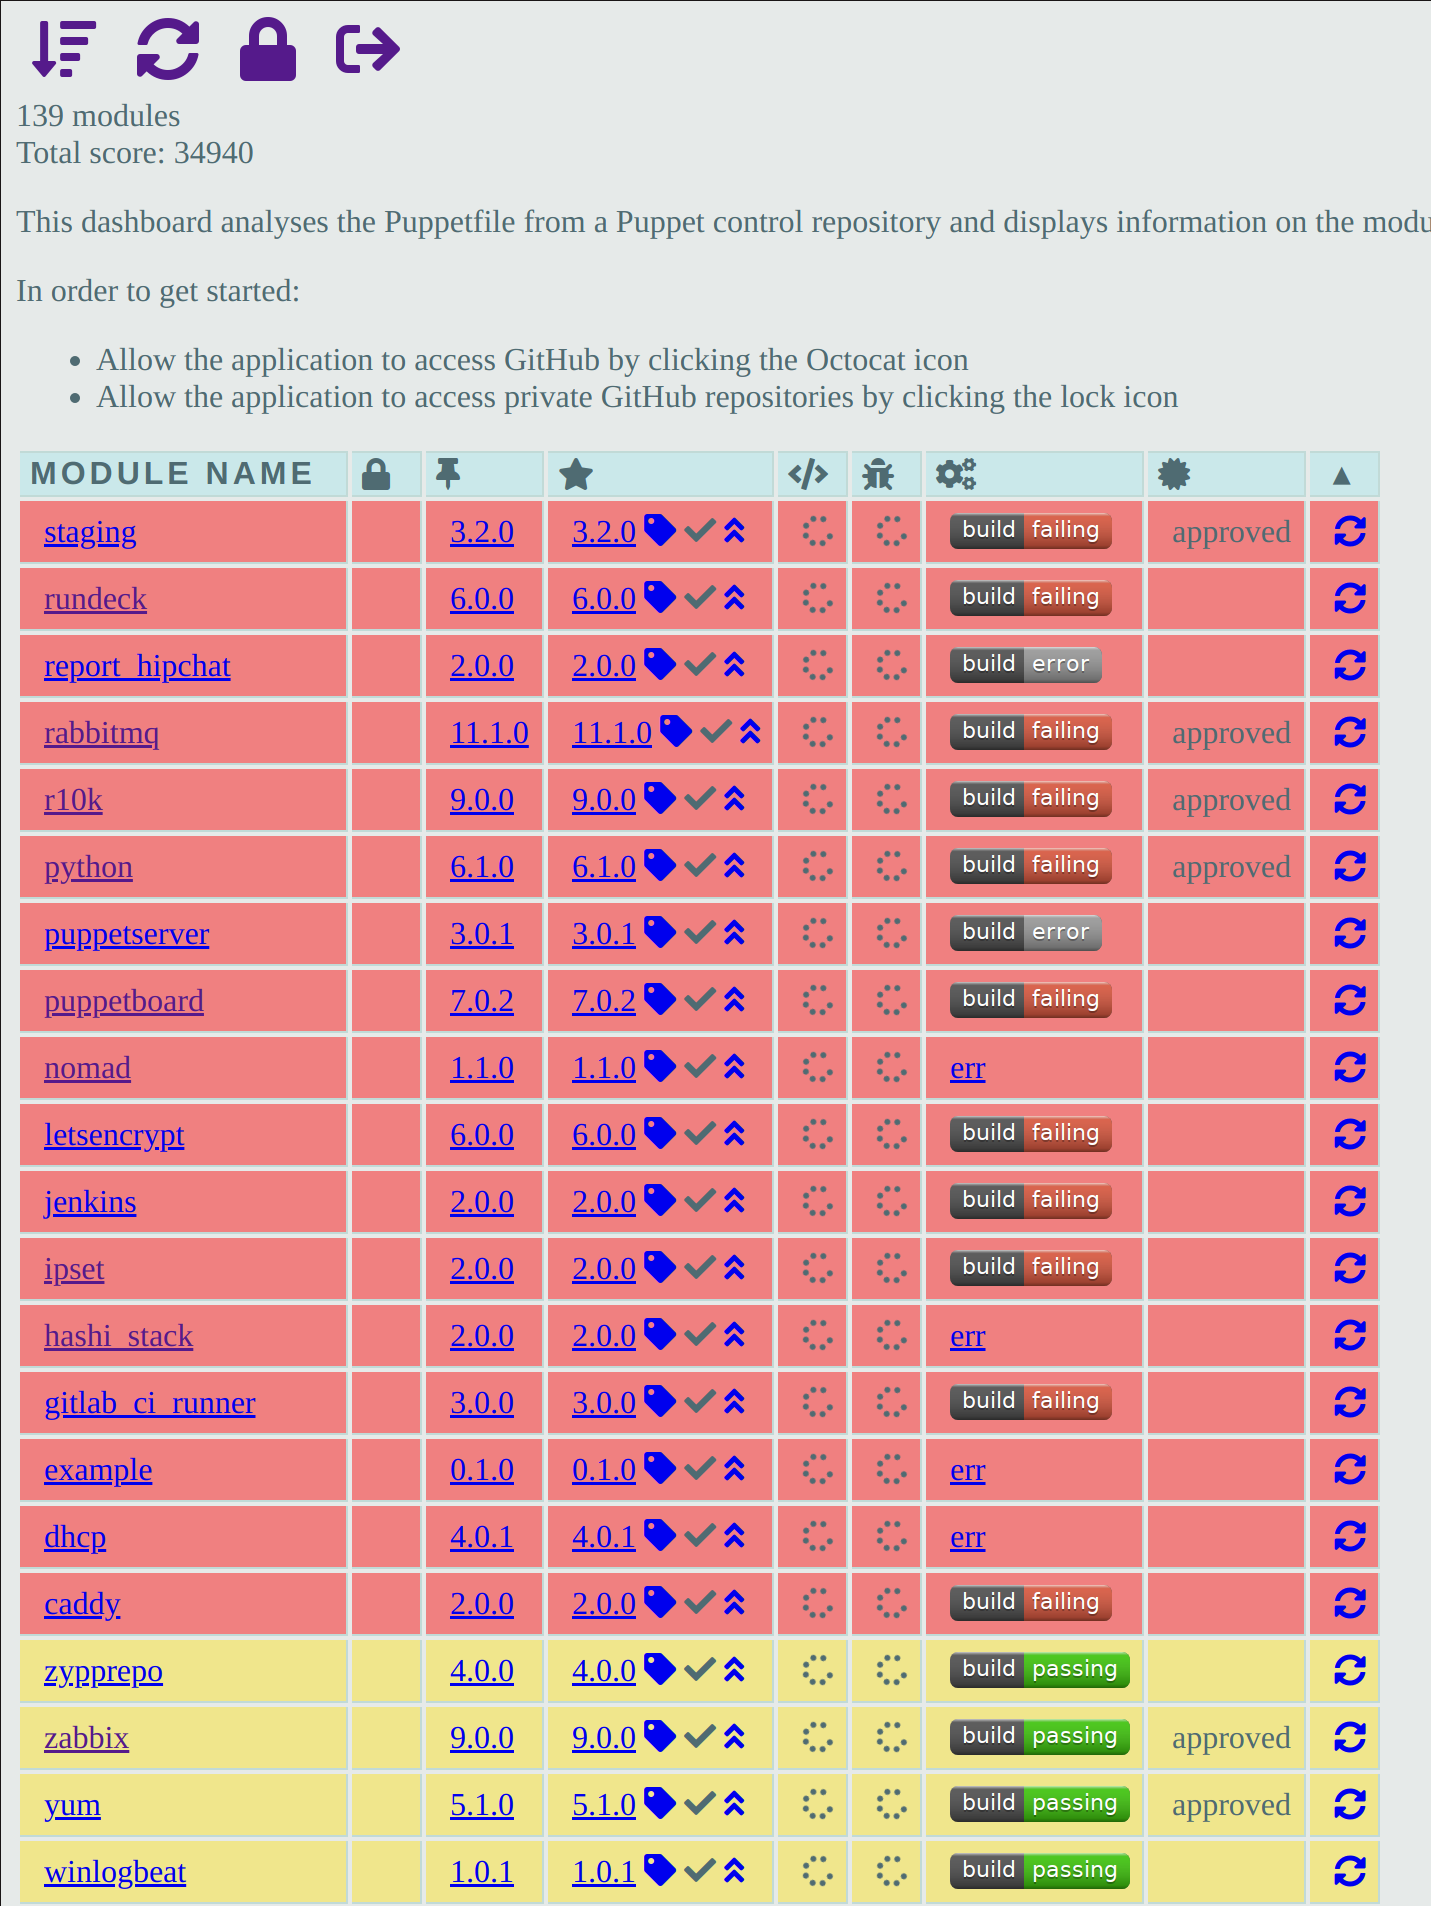 139 modules
Total score: 34940
This dashboard analyses the Puppetfile from a Puppet control repository and displays information on the modu
In order to get started:
• Allow the application to access GitHub by clicking the Octocat icon
• Allow the application to access private GitHub repositories by clicking the lock icon
MODULE NAME ▲
staging 3.2.0 3.2.0 build failing approved
rundeck 6.0.0 6.0.0 build failing
report_hipchat 2.0.0 2.0.0 build error
rabbitmq 11.1.0 11.1.0 build failing approved
r10k 9.0.0 9.0.0 build failing approved
python 6.1.0 6.1.0 build failing approved
puppetserver 3.0.1 3.0.1 build error
puppetboard 7.0.2 7.0.2 build failing
nomad 1.1.0 1.1.0 err
letsencrypt 6.0.0 6.0.0 build failing
jenkins 2.0.0 2.0.0 build failing
ipset 2.0.0 2.0.0 build failing
hashi_stack 2.0.0 2.0.0 err
gitlab_ci_runner 3.0.0 3.0.0 build failing
example 0.1.0 0.1.0 err
dhcp 4.0.1 4.0.1 err
caddy 2.0.0 2.0.0 build failing
zypprepo 4.0.0 4.0.0 build passing
zabbix 9.0.0 9.0.0 build passing approved
yum 5.1.0 5.1.0 build passing approved
winlogbeat 1.0.1 1.0.1 build passing